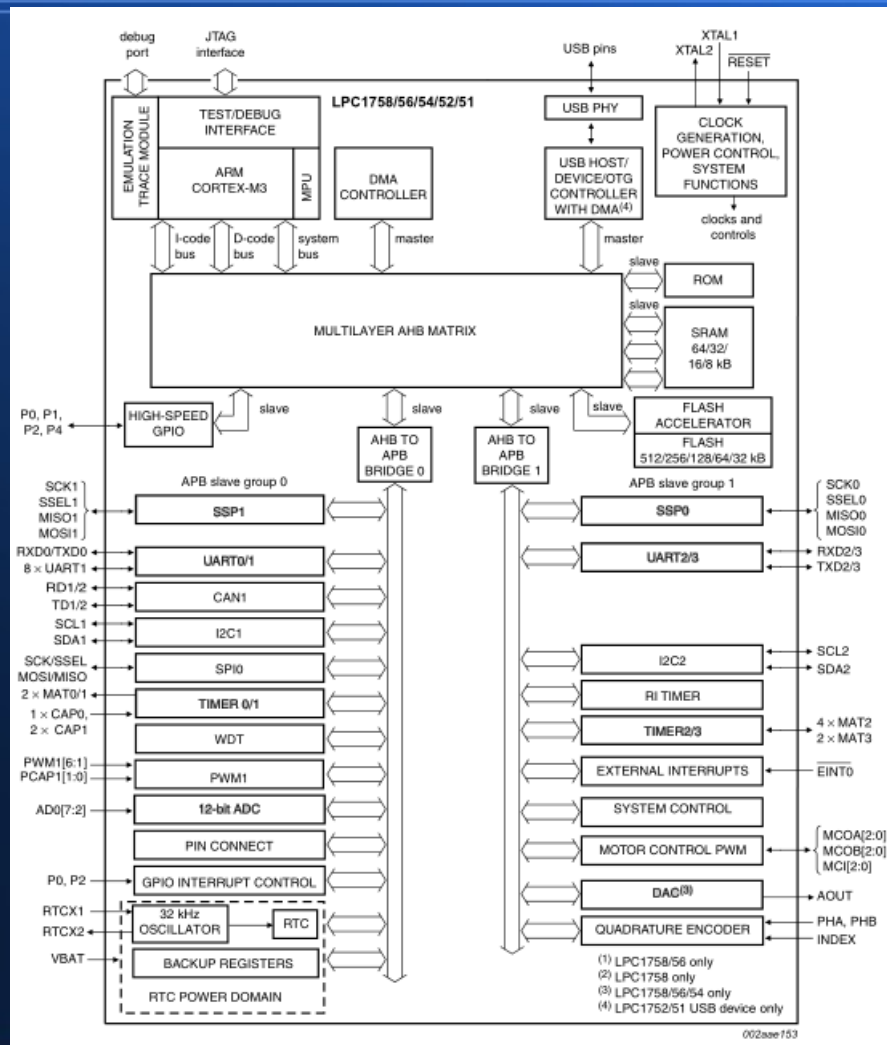 debug
port
JTAG
interface
USB pins
XTAL1
XTAL2
RESET
LPC1758/56/54/52/51
EMULATION
TRACE MODULE
TEST/DEBUG
INTERFACE
ARM
CORTEX-M3
MPU
DMA
CONTROLLER
USB PHY
USB HOST/
DEVICE/OTG
CONTROLLER
WITH DMA(4)
CLOCK
GENERATION,
POWER CONTROL,
SYSTEM
FUNCTIONS
clocks and
controls
I-code
bus
D-code
bus
system
bus
master
master
MULTILAYER AHB MATRIX
slave
ROM
slave
SRAM
64/32/
16/8 kB
P0, P1,
P2, P4
HIGH-SPEED
GPIO
slave
slave
slave
slave
FLASH
ACCELERATOR
FLASH
512/256/128/64/32 kB
AHB TO
APB
BRIDGE 0
AHB TO
APB
BRIDGE 1
APB slave group 0
SCK1
SSEL1
MISO1
MOSI1
SSP1
RXD0/TXD0
8 × UART1
UART0/1
RD1/2
TD1/2
CAN1
SCL1
SDA1
I2C1
SCK/SSEL
MOSI/MISO
SPI0
2 × MAT0/1
1 × CAP0,
2 × CAP1
TIMER 0/1
WDT
PWM1[6:1]
PCAP1[1:0]
PWM1
AD0[7:2]
12-bit ADC
PIN CONNECT
P0, P2
GPIO INTERRUPT CONTROL
RTCX1
RTCX2
32 kHz
OSCILLATOR
RTC
VBAT
BACKUP REGISTERS
RTC POWER DOMAIN
APB slave group 1
SSP0
SCK0
SSEL0
MISO0
MOSI0
UART2/3
RXD2/3
TXD2/3
I2C2
SCL2
SDA2
RI TIMER
TIMER2/3
4 × MAT2
2 × MAT3
EXTERNAL INTERRUPTS
EINT0
SYSTEM CONTROL
MOTOR CONTROL PWM
MCOA[2:0]
MCOB[2:0]
MCI[2:0]
DAC(3)
AOUT
QUADRATURE ENCODER
PHA, PHB
INDEX
(1) LPC1758/56 only
(2) LPC1758 only
(3) LPC1758/56/54 only
(4) LPC1752/51 USB device only
002aae153